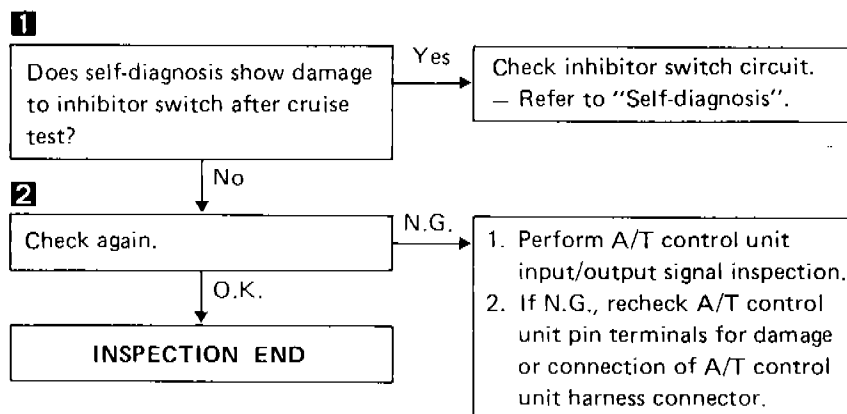 1
Does self-diagnosis show damage
to inhibitor switch after cruise
test?
Yes
Check inhibitor switch circuit.
– Refer to "Self-diagnosis".
No
2
Check again.
N.G.
1. Perform A/T control unit
input/output signal inspection.
2. If N.G., recheck A/T control
unit pin terminals for damage
or connection of A/T control
unit harness connector.
O.K.
INSPECTION END